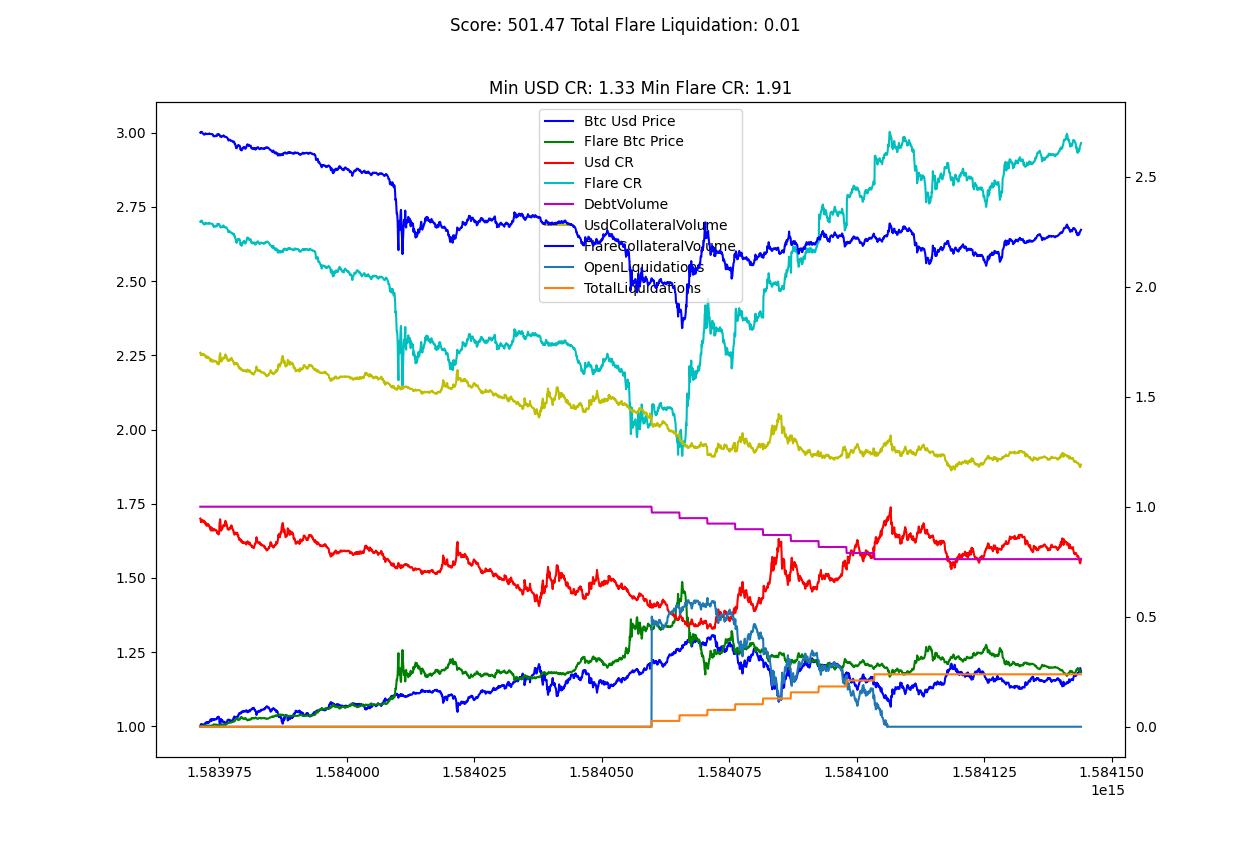 Score: 501.47 Total Flare Liquidation: 0.01
Min USD CR: 1.33 Min Flare CR: 1.91
Btc Usd Price
Flare Btc Price
Usd CR
Flare CR
DebtVolume
UsdCollateralVolume
FlareCollateralVolume
OpenLiquidations
TotalLiquidations
3.00
2.75
2.50
2.25
2.00
1.75
1.50
1.25
1.00
2.5
2.0
1.5
1.0
0.5
0.0
1.583975 1.584000 1.584025 1.584050 1.584075 1.584100 1.584125 1.584150
1e15